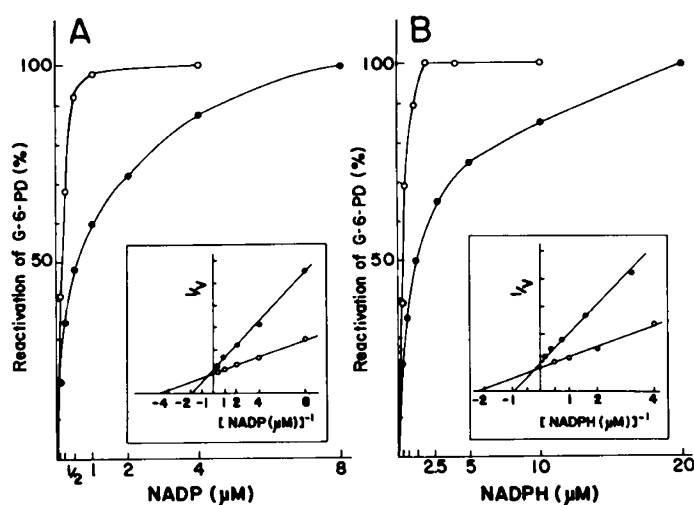 A
Reactivation of G-6-PD (%)
100
50
1/2 1 2 4 8
NADP (μM)
1/V
-4 -2 -1 1 2 4 8
[NADP (μM)]⁻¹
B
Reactivation of G-6-PD (%)
100
50
2.5 5 10 20
NADPH (μM)
1/V
-2 -1 1 2 4
[NADPH (μM)]⁻¹